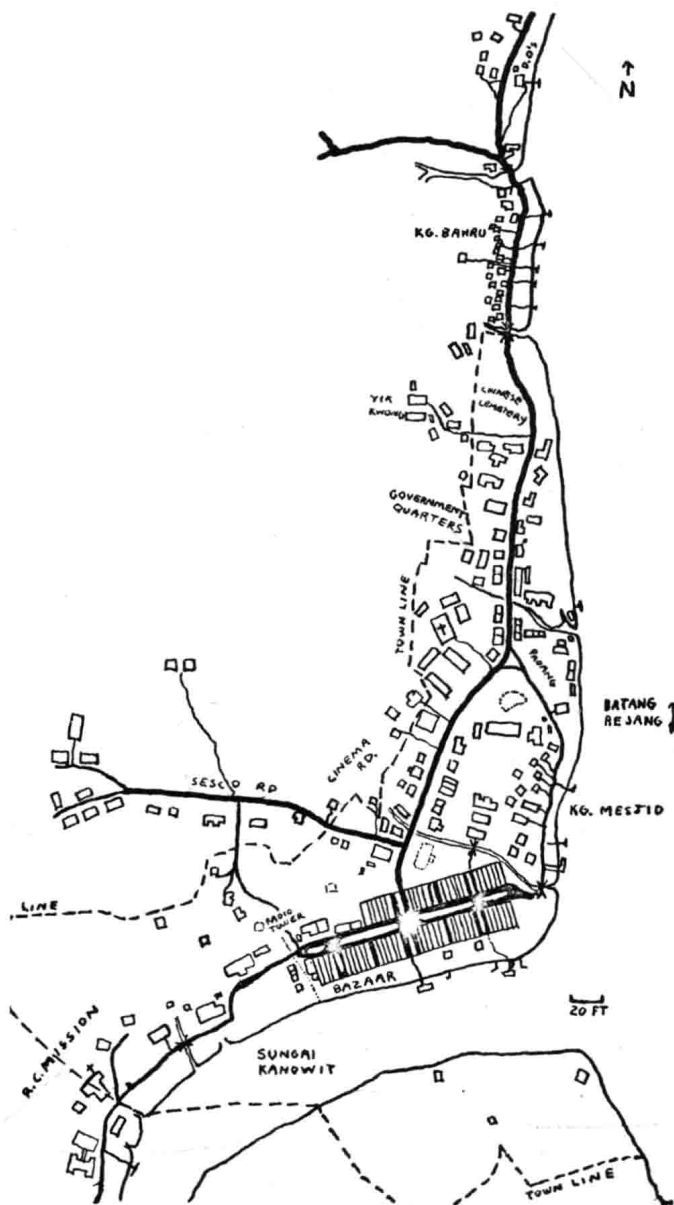 D.O'S
↑
N
KG. BAHRU
CHINESE
CEMETERY
YIK
KWONG
GOVERNMENT
QUARTERS
TOWN LINE
PADANG
BATANG
REJANG
CINEMA
RD.
SESCO RD
KG. MESJID
LINE
RADIO
TOWER
BAZAAR
20 FT
R.C. MISSION
SUNGAI
KANOWIT
TOWN LINE